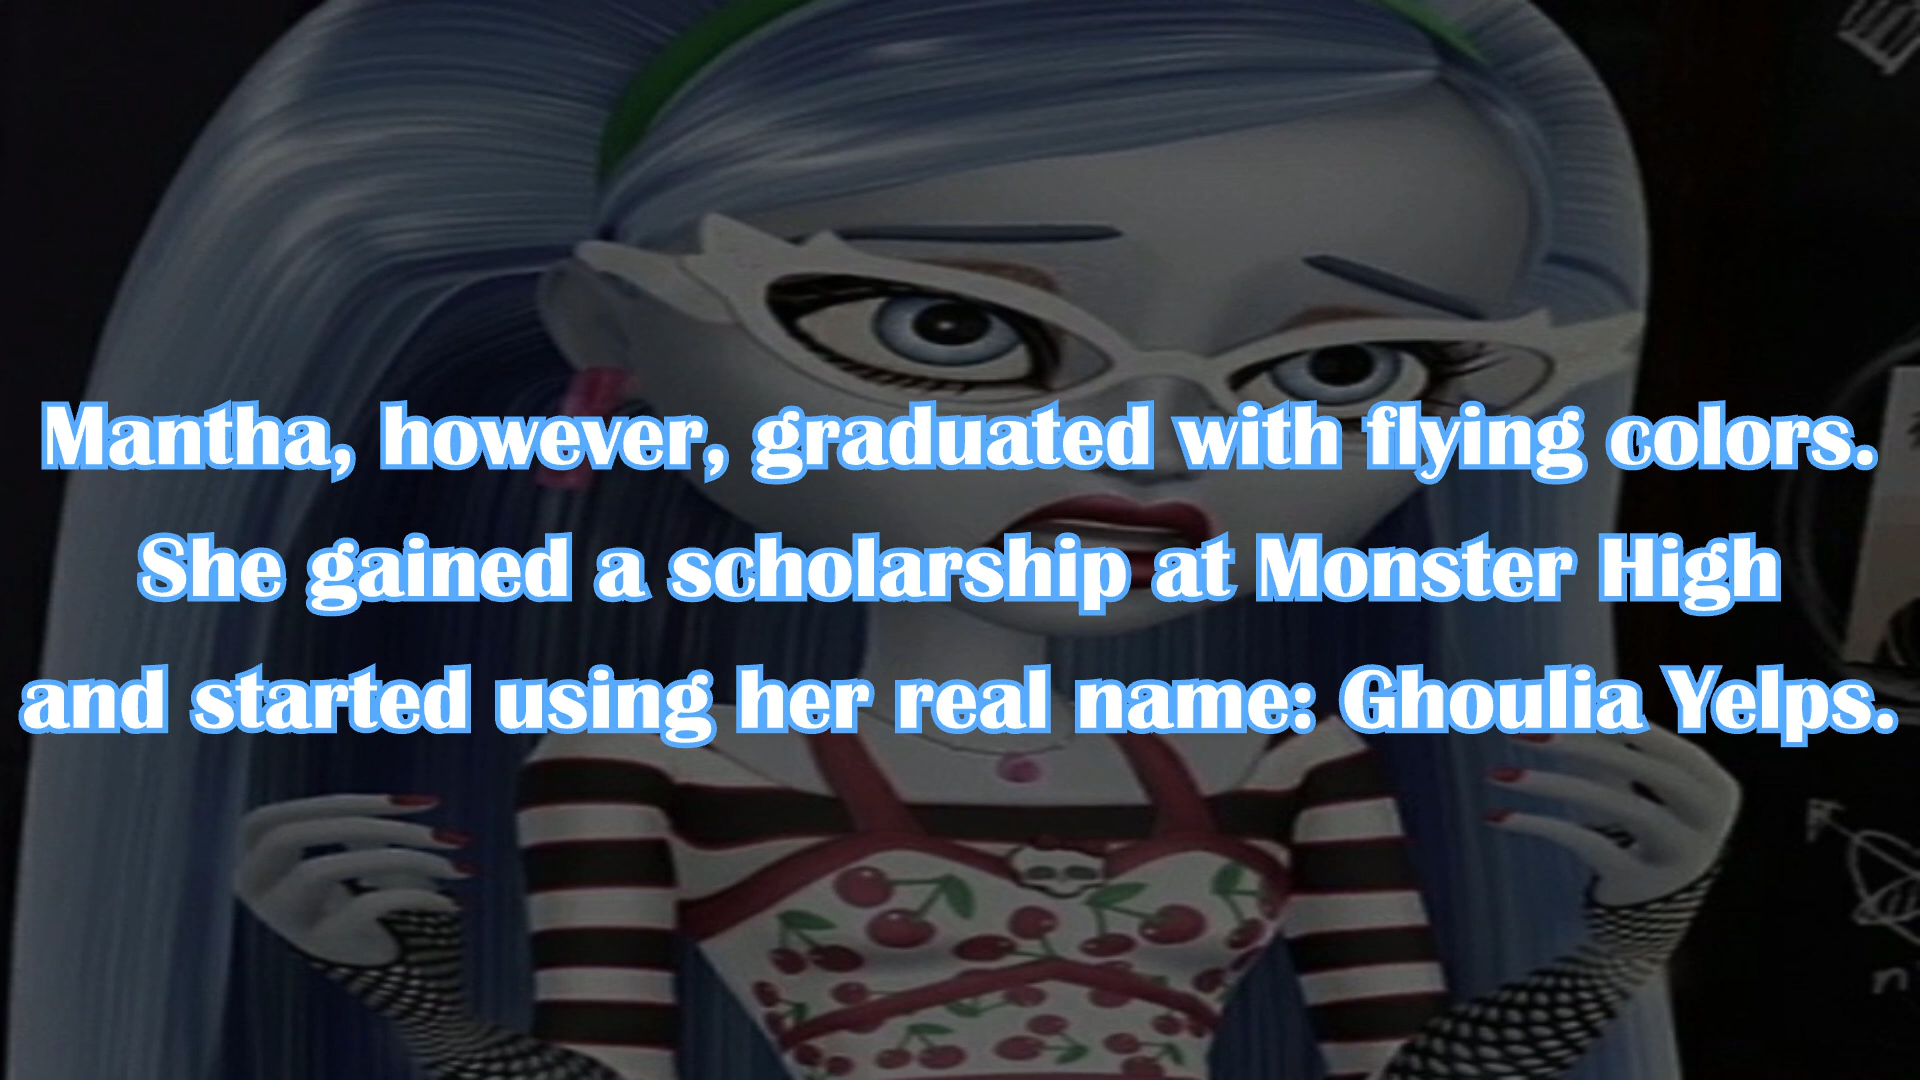 Mantha, however, graduated with flying colors.
She gained a scholarship at Monster High
and started using her real name: Ghoulia Yelps.